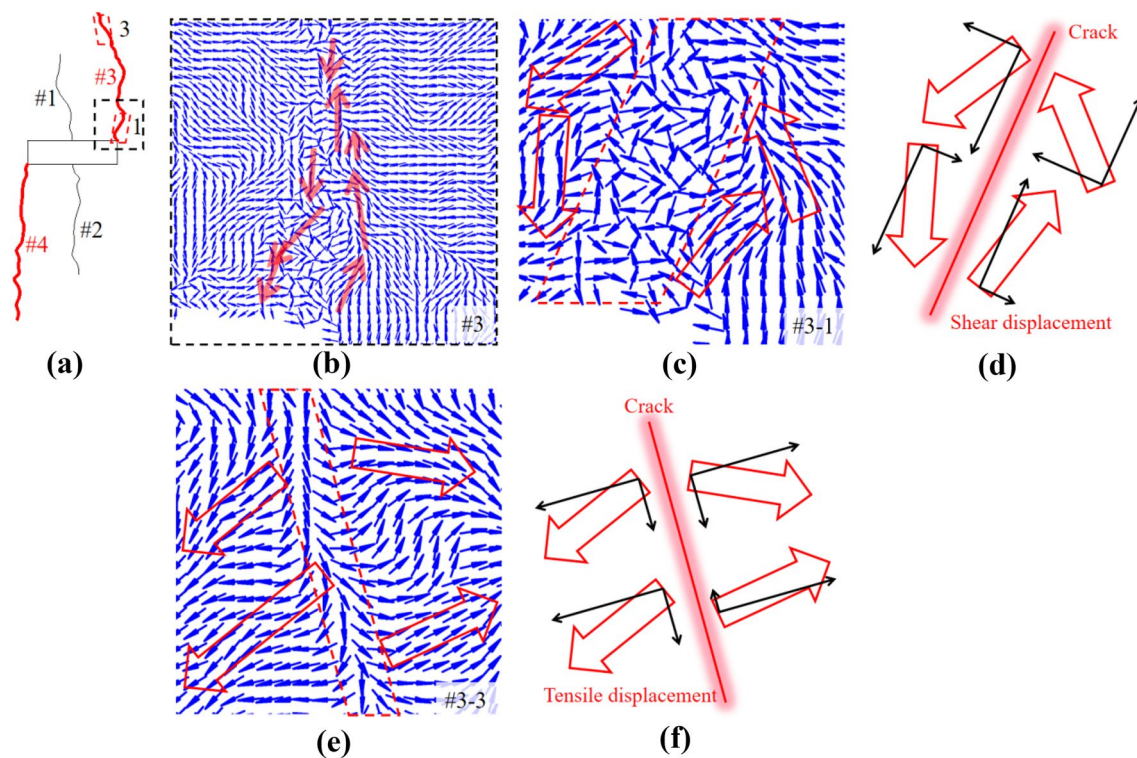 3
#3
#1
1
#2
#4
(a)
#3
(b)
#3-1
(c)
Crack
Shear displacement
(d)
#3-3
(e)
Crack
Tensile displacement
(f)